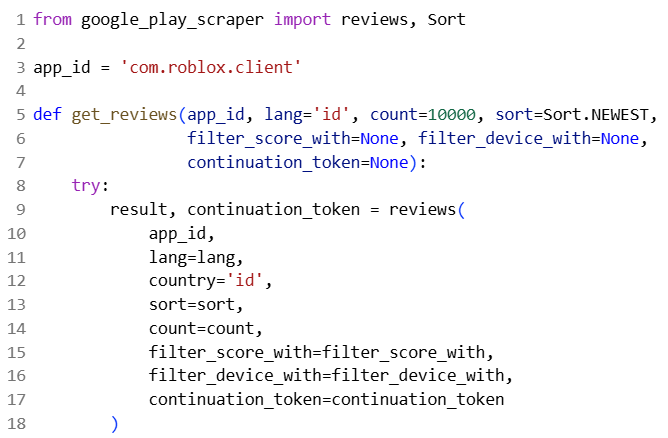 1 from google_play_scraper import reviews, Sort
2
3 app_id = 'com.roblox.client'
4
5 def get_reviews(app_id, lang='id', count=10000, sort=Sort.NEWEST,
6                 filter_score_with=None, filter_device_with=None,
7                 continuation_token=None):
8     try:
9         result, continuation_token = reviews(
10             app_id,
11             lang=lang,
12             country='id',
13             sort=sort,
14             count=count,
15             filter_score_with=filter_score_with,
16             filter_device_with=filter_device_with,
17             continuation_token=continuation_token
18         )